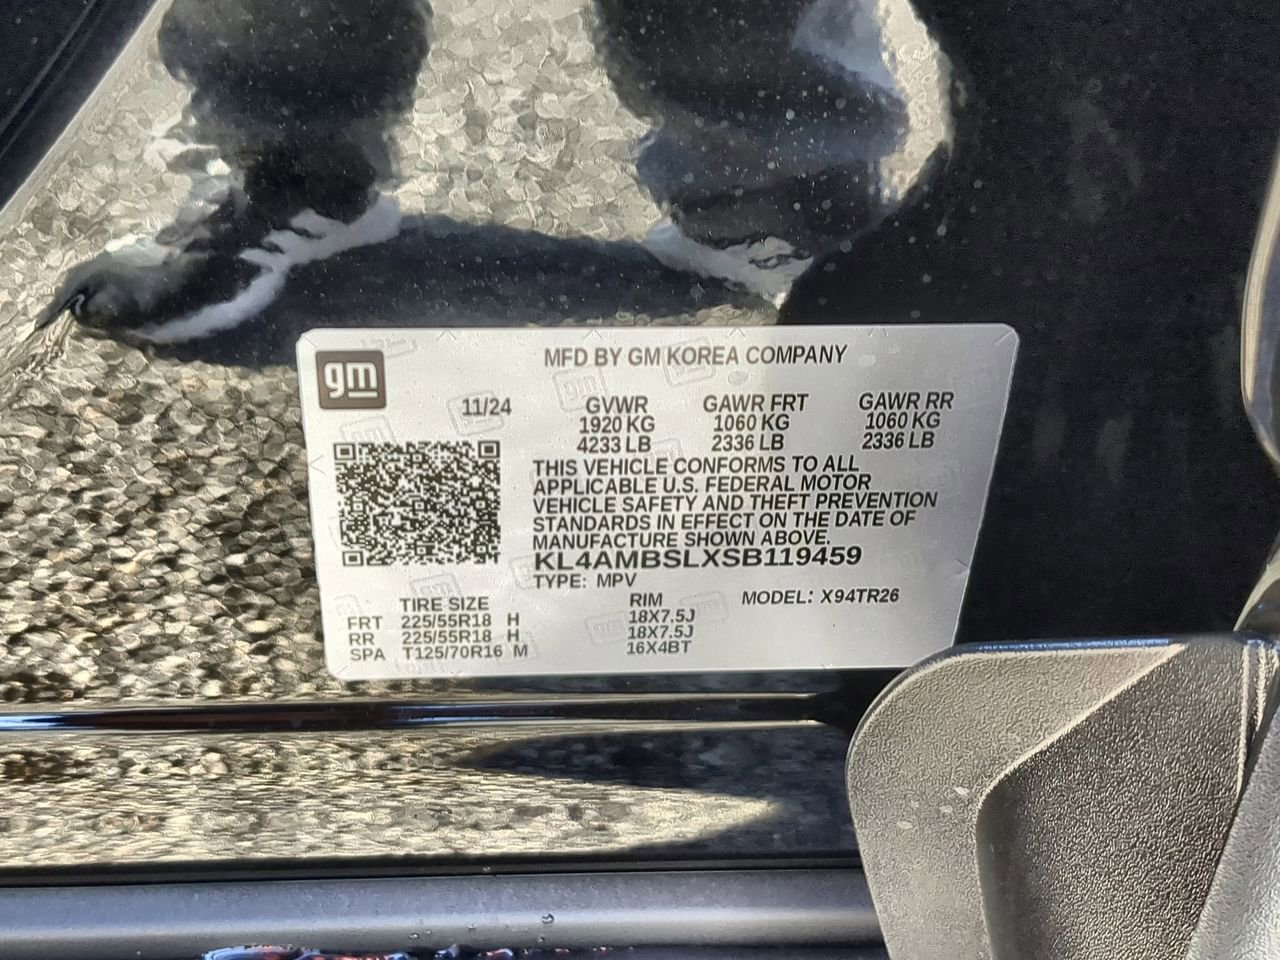 gm
MFD BY GM KOREA COMPANY
11/24 GVWR GAWR FRT GAWR RR
1920 KG 1060 KG 1060 KG
4233 LB 2336 LB 2336 LB
THIS VEHICLE CONFORMS TO ALL
APPLICABLE U.S. FEDERAL MOTOR
VEHICLE SAFETY AND THEFT PREVENTION
STANDARDS IN EFFECT ON THE DATE OF
MANUFACTURE SHOWN ABOVE.
KL4AMBSLXSB119459
TYPE: MPV
TIRE SIZE RIM MODEL: X94TR26
FRT 225/55R18 H 18X7.5J
RR 225/55R18 H 18X7.5J
SPA T125/70R16 M 16X4BT